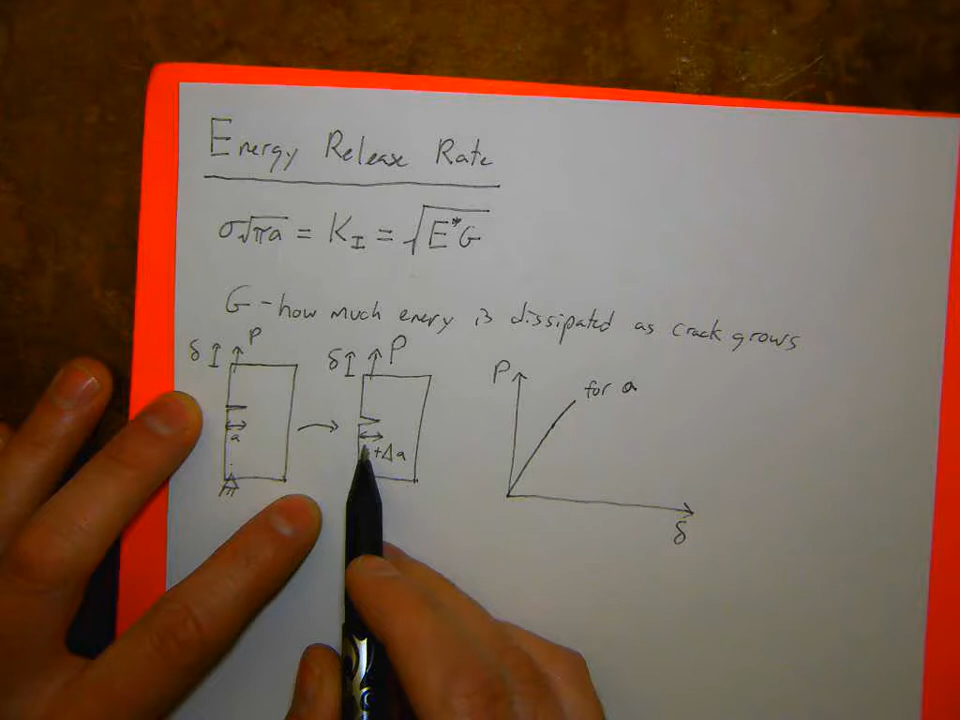 Energy Release Rate
σ√πa = K_I = √E*G
G - how much enery is dissipated as crack grows
δ P
a
δ P
+Δa
P
for a
δ